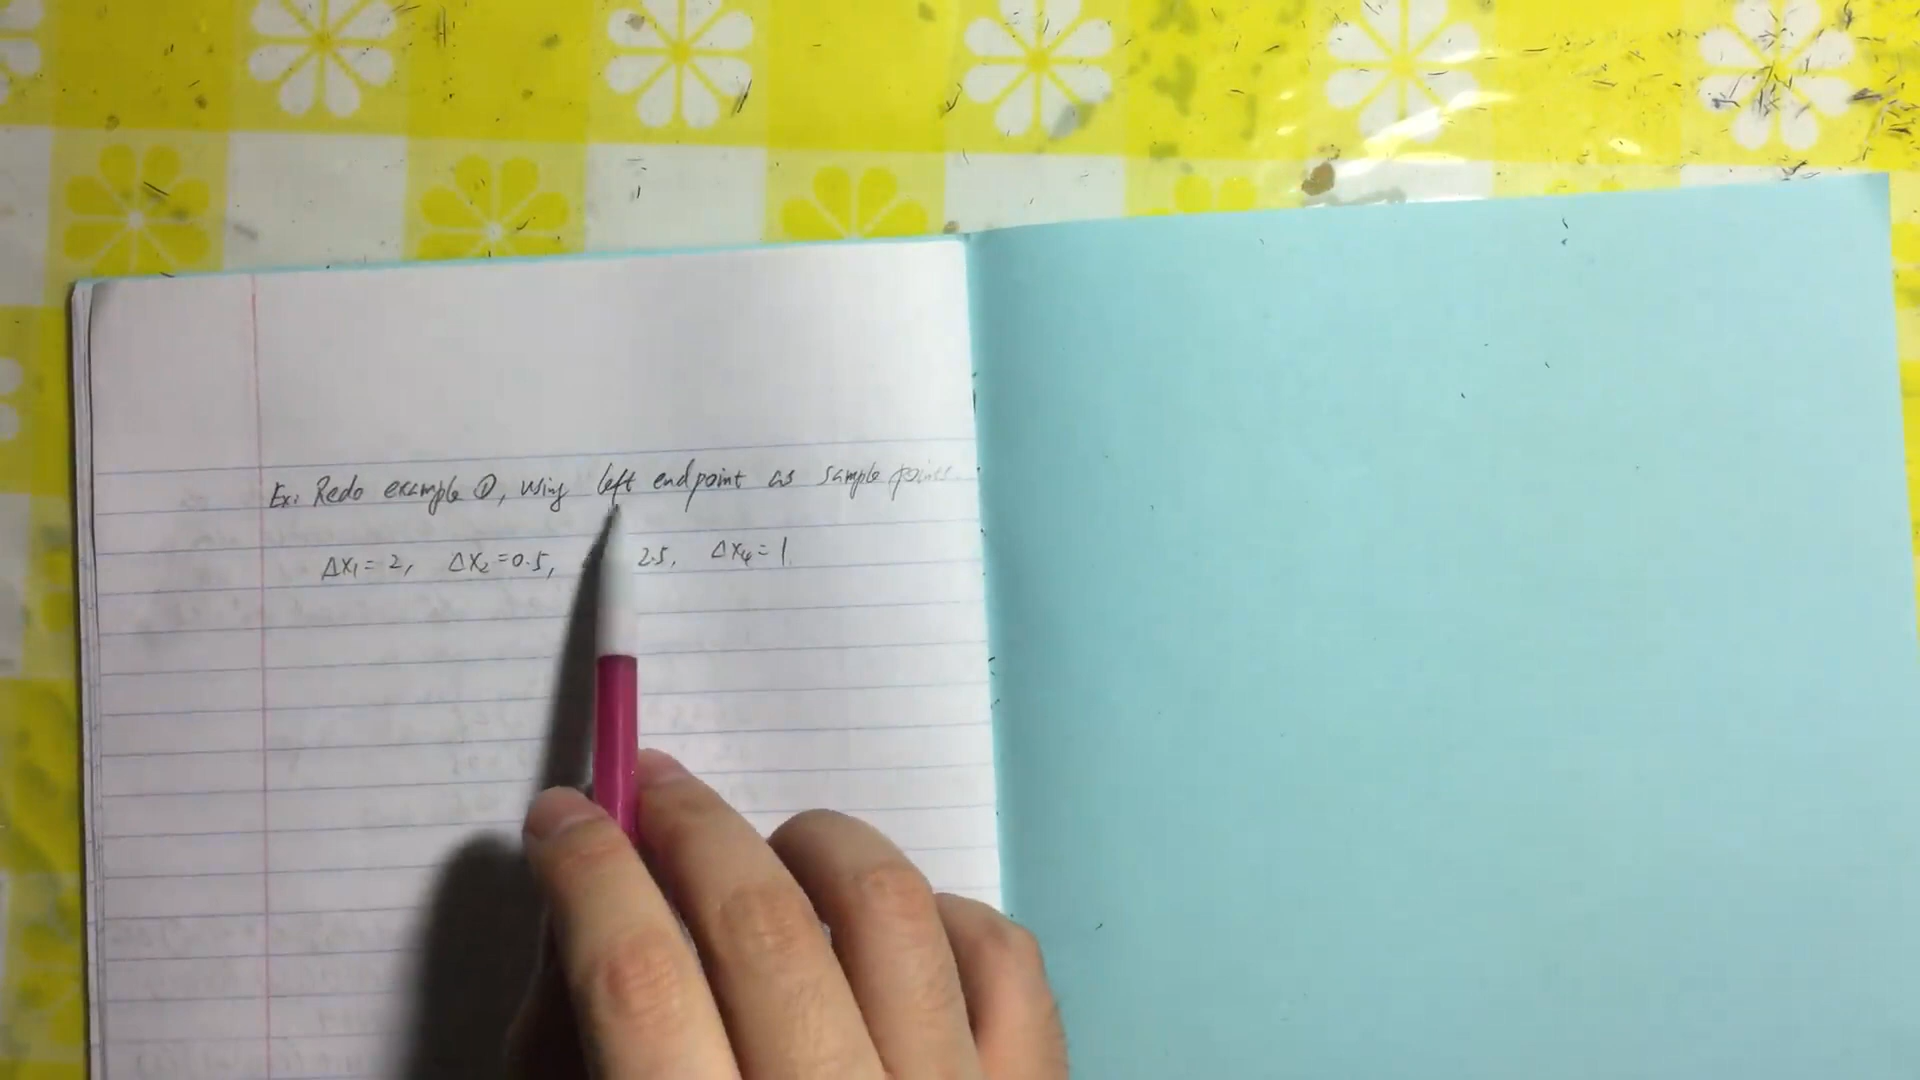 Ex: Redo example ①, using left endpoint as sample points.
Δx₁ = 2, Δx₂ = 0.5, 2.5, Δx₄ = 1